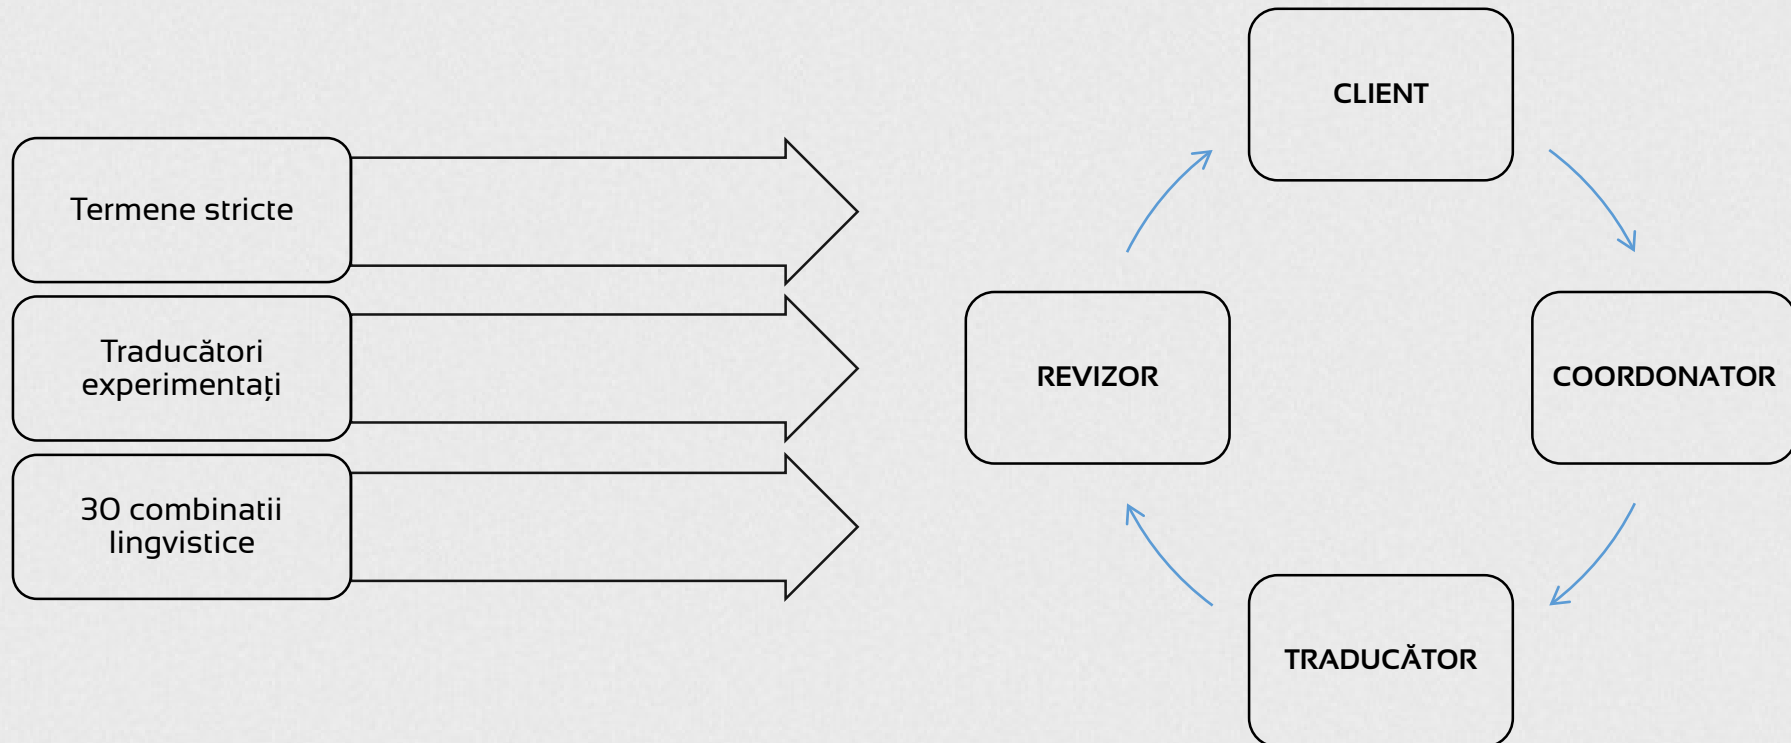 Termene stricte
Traducători
experimentați
30 combinatii
lingvistice
CLIENT
COORDONATOR
TRADUCĂTOR
REVIZOR